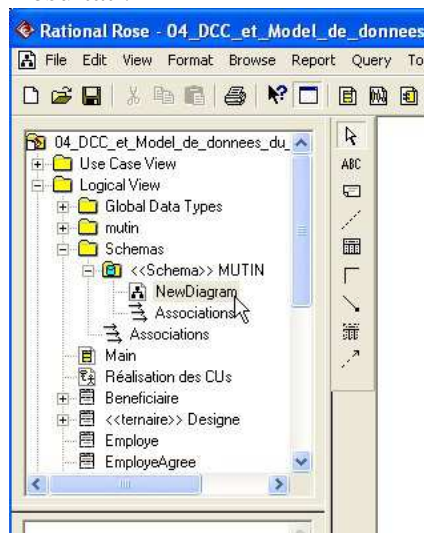 Rational Rose - 04_DCC_et_Model_de_donnees
File Edit View Format Browse Report Query To
ABC
04_DCC_et_Model_de_donnees_du_
Use Case View
Logical View
Global Data Types
mutin
Schemas
<<Schema>> MUTIN
NewDiagram
Associations
Associations
Main
Réalisation des CUs
Beneficiaire
<<ternaire>> Designe
Employe
EmployeAgree